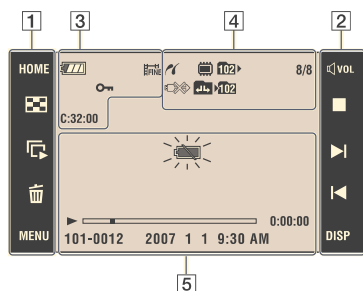 1
3
4
2
HOME
FINE
102
8/8
VOL
102
C:32:00
0:00:00
MENU
101-0012 2007 1 1 9:30 AM
DISP
5